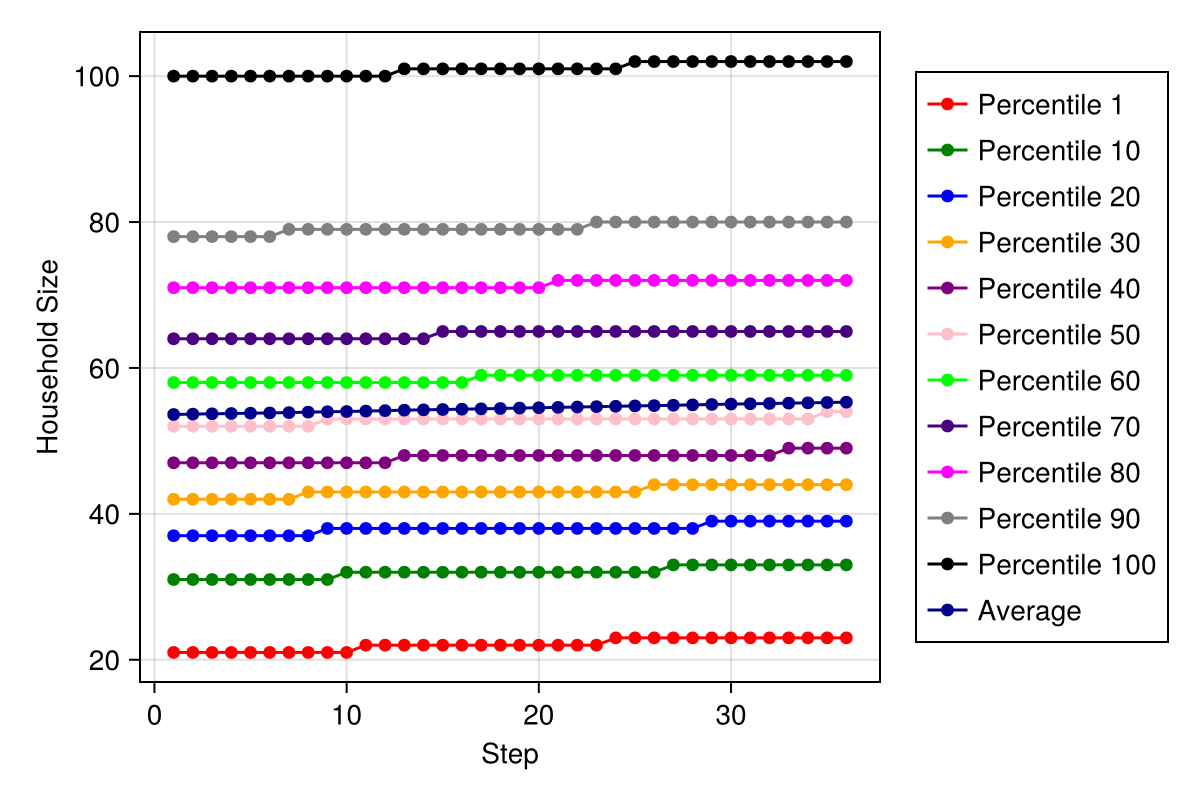 100
80
60
40
20
Household Size
0 10 20 30
Step
Percentile 1
Percentile 10
Percentile 20
Percentile 30
Percentile 40
Percentile 50
Percentile 60
Percentile 70
Percentile 80
Percentile 90
Percentile 100
Average